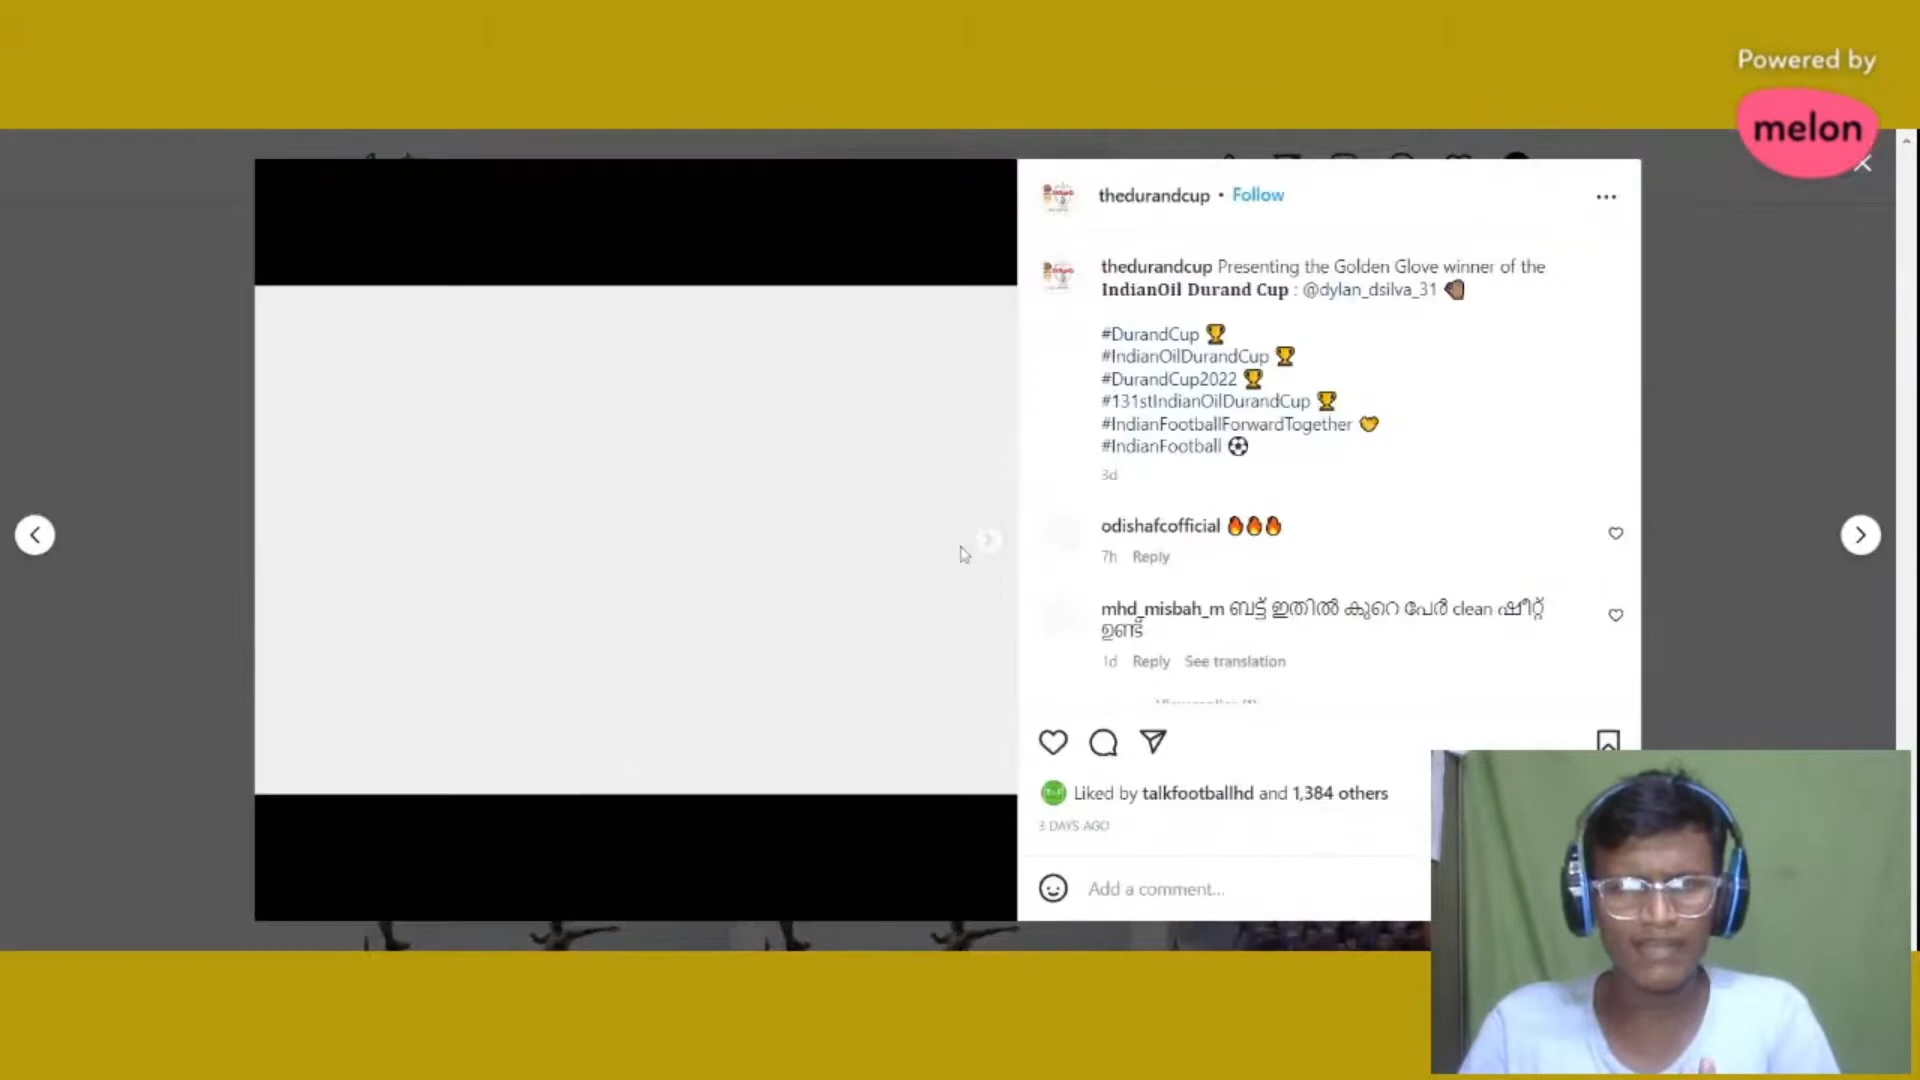 Powered by
melon
thedurandcup • Follow
thedurandcup Presenting the Golden Glove winner of the
IndianOil Durand Cup : @dylan_dsilva_31
#DurandCup 🏆
#IndianOilDurandCup 🏆
#DurandCup2022 🏆
#131stIndianOilDurandCup 🏆
#IndianFootballForwardTogether 💛
#IndianFootball ⚽
3d
odishafcofficial 🔥🔥🔥
7h Reply
mhd_misbah_m ബട്ട് ഇതിൽ കുറെ പേർ clean ഷീറ്റ്
ഉണ്ട്
1d Reply See translation
Liked by talkfootballhd and 1,384 others
3 DAYS AGO
Add a comment...